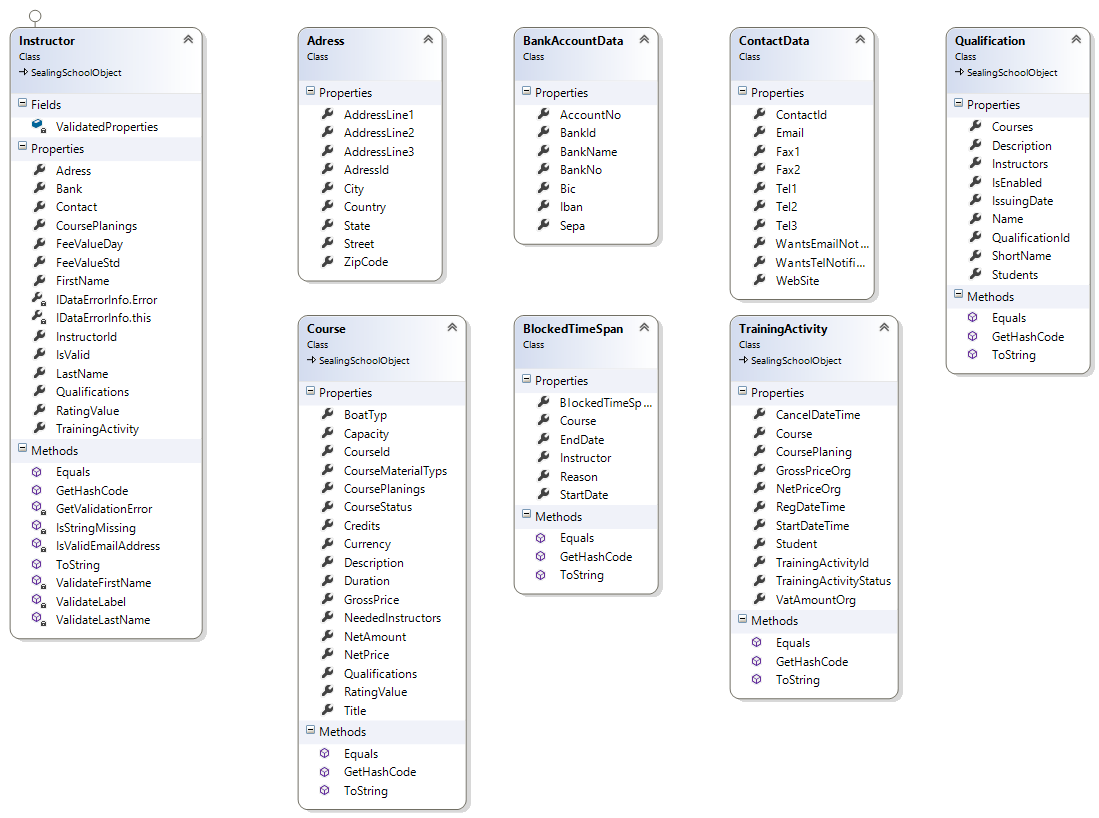 Instructor
Class
SealingSchoolObject
Fields
ValidatedProperties
Properties
Adress
Bank
Contact
CoursePlanings
FeeValueDay
FeeValueStd
FirstName
IDataErrorInfo.Error
IDataErrorInfo.this
InstructorId
IsValid
LastName
Qualifications
RatingValue
TrainingActivity
Methods
Equals
GetHashCode
GetValidationError
IsStringMissing
IsValidEmailAddress
ToString
ValidateFirstName
ValidateLabel
ValidateLastName
Adress
Class
Properties
AddressLine1
AddressLine2
AddressLine3
AdressId
City
Country
State
Street
ZipCode
BankAccountData
Class
Properties
AccountNo
BankId
BankName
BankNo
Bic
Iban
Sepa
ContactData
Class
Properties
ContactId
Email
Fax1
Fax2
Tel1
Tel2
Tel3
WantsEmailNot...
WantsTelNotifi...
WebSite
Qualification
Class
SealingSchoolObject
Properties
Courses
Description
Instructors
IsEnabled
IssuingDate
Name
QualificationId
ShortName
Students
Methods
Equals
GetHashCode
ToString
Course
Class
SealingSchoolObject
Properties
BoatTyp
Capacity
CourseId
CourseMaterialTyps
CoursePlanings
CourseStatus
Credits
Currency
Description
Duration
GrossPrice
NeededInstructors
NetAmount
NetPrice
Qualifications
RatingValue
Title
Methods
Equals
GetHashCode
ToString
BlockedTimeSpan
Class
Properties
BlockedTimeSp...
Course
EndDate
Instructor
Reason
StartDate
Methods
Equals
GetHashCode
ToString
TrainingActivity
Class
SealingSchoolObject
Properties
CancelDateTime
Course
CoursePlaning
GrossPriceOrg
NetPriceOrg
RegDateTime
StartDateTime
Student
TrainingActivityId
TrainingActivityStatus
VatAmountOrg
Methods
Equals
GetHashCode
ToString